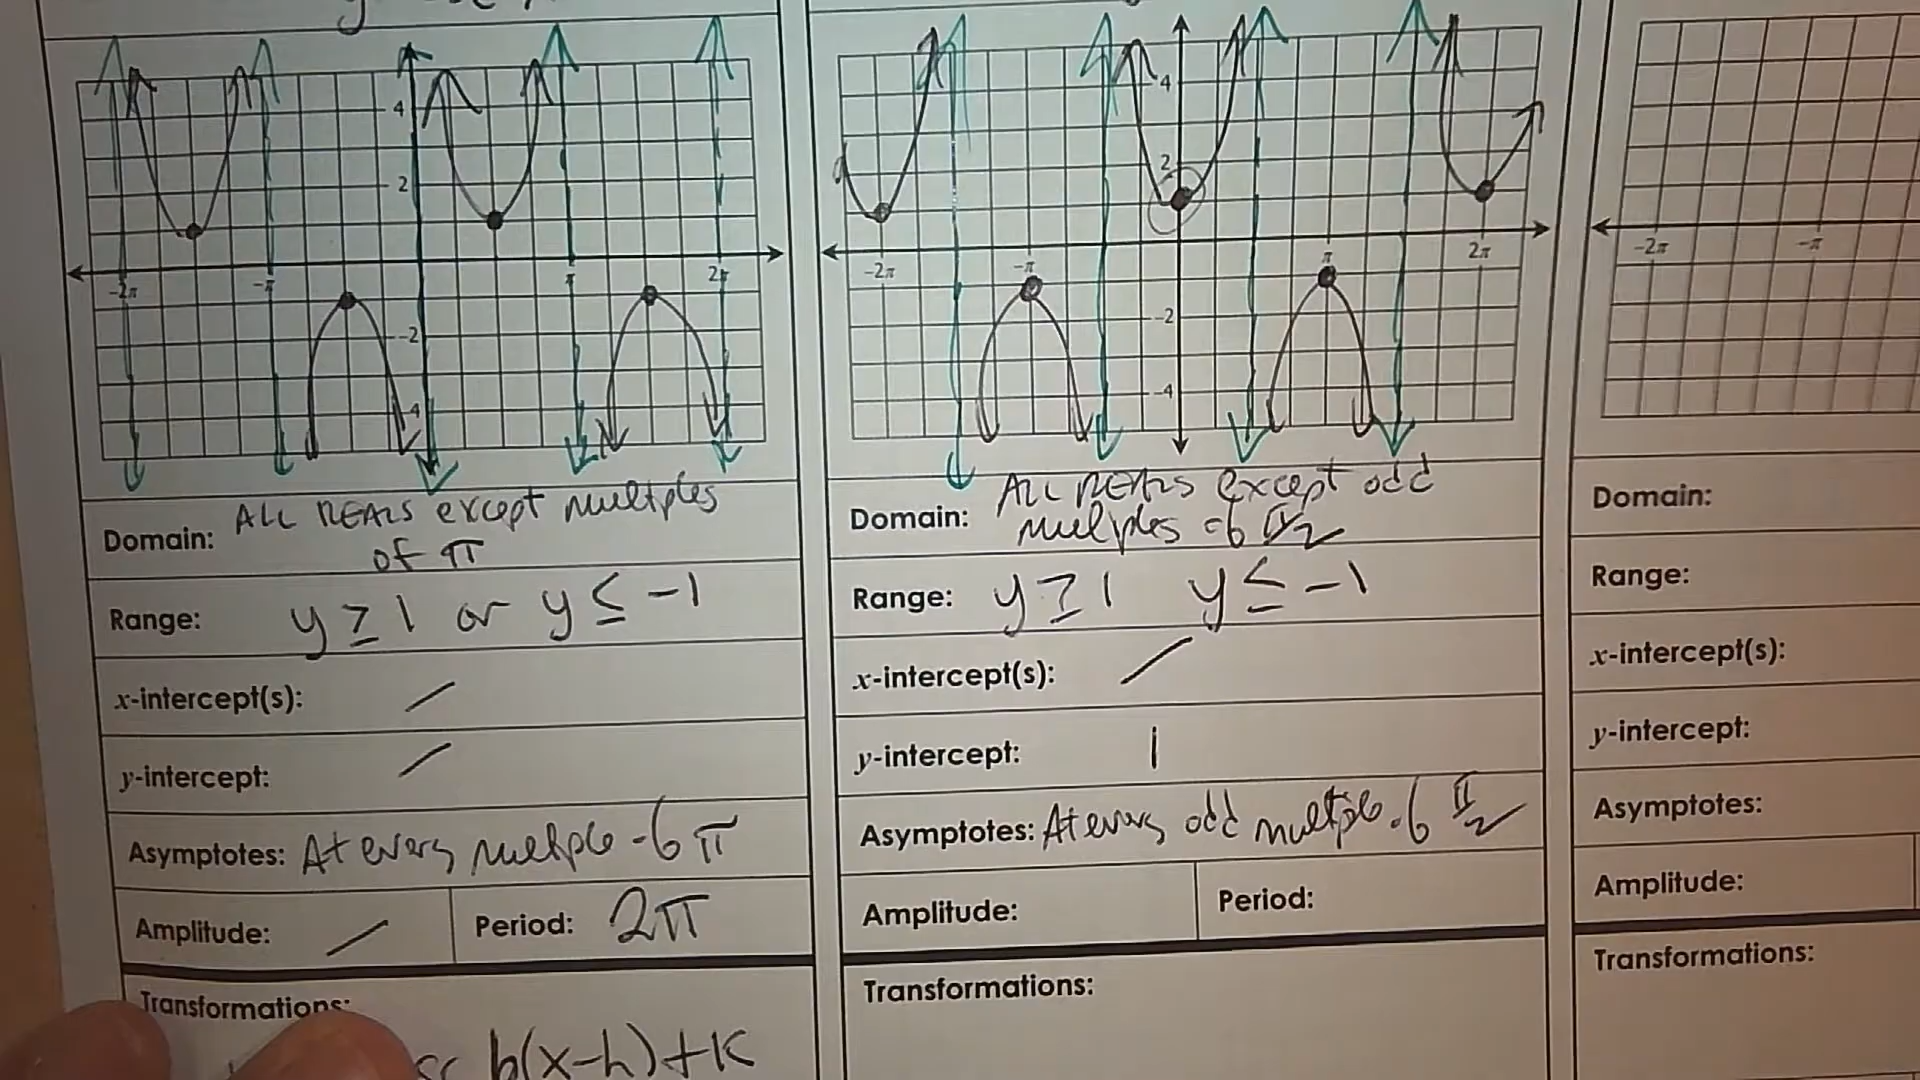 4
2
-2π
-π
π
2π
-2
-4
4
2
-2π
-π
π
2π
-2
-4
-2π
-π
Domain: ALL REALS except multiples
of π
Range: y ≥ 1 or y ≤ -1
x-intercept(s): /
y-intercept: /
Asymptotes: At every multiple of π
Amplitude: /
Period: 2π
Transformations:
b(x-h)+K
Domain: ALL REALS except odd
multiples of π/2
Range: y ≥ 1 y ≤ -1
x-intercept(s): /
y-intercept: 1
Asymptotes: At every odd multiple of π/2
Amplitude:
Period:
Transformations:
Domain:
Range:
x-intercept(s):
y-intercept:
Asymptotes:
Amplitude:
Transformations: